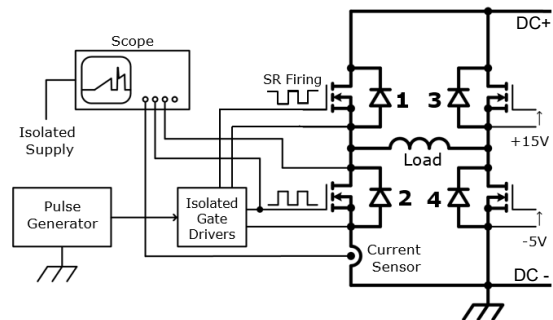 DC+
Scope
SR Firing
1
3
Isolated
Supply
+15V
Load
Pulse
Generator
Isolated
Gate
Drivers
2
4
Current
Sensor
-5V
DC -